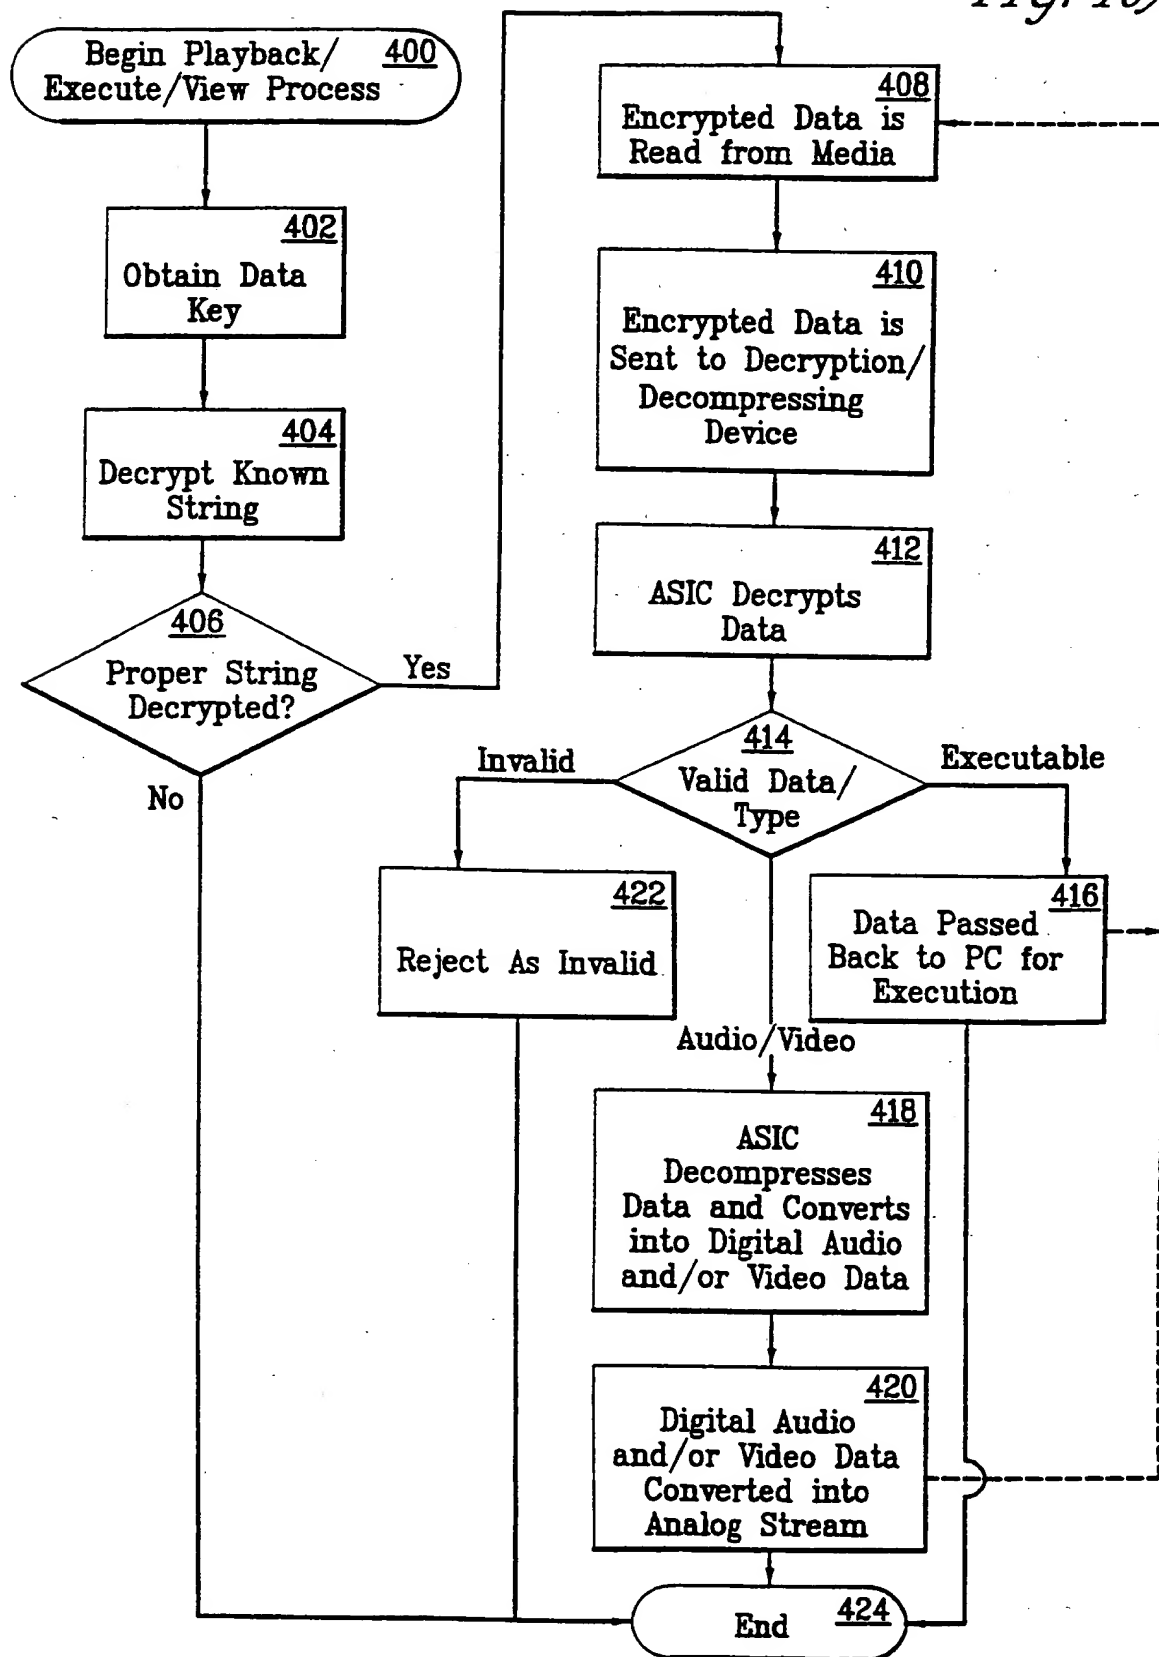 Begin Playback/
Execute/View Process
400
402
Obtain Data
Key
404
Decrypt Known
String
406
Proper String
Decrypted?
Yes
No
408
Encrypted Data is
Read from Media
410
Encrypted Data is
Sent to Decryption/
Decompressing
Device
412
ASIC Decrypts
Data
414
Valid Data/
Type
Invalid
Executable
422
Reject As Invalid
416
Data Passed
Back to PC for
Execution
Audio/Video
418
ASIC
Decompresses
Data and Converts
into Digital Audio
and/or Video Data
420
Digital Audio
and/or Video Data
Converted into
Analog Stream
End
424